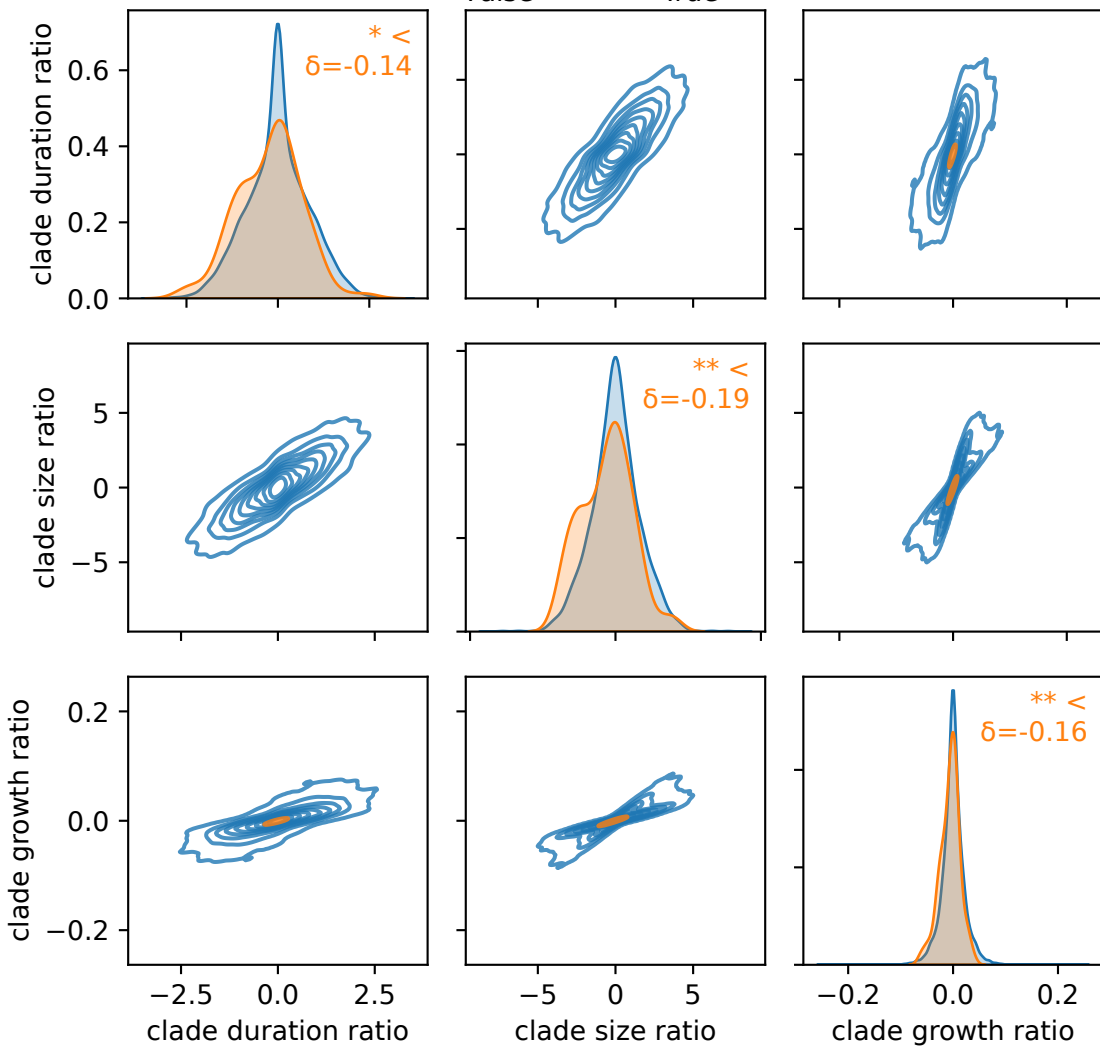 clade duration ratio
0.6
0.4
0.2
0.0
* <
δ=-0.14
clade size ratio
5
0
−5
** <
δ=-0.19
clade growth ratio
0.2
0.0
−0.2
** <
δ=-0.16
−2.5 0.0 2.5
clade duration ratio
−5 0 5
clade size ratio
−0.2 0.0 0.2
clade growth ratio